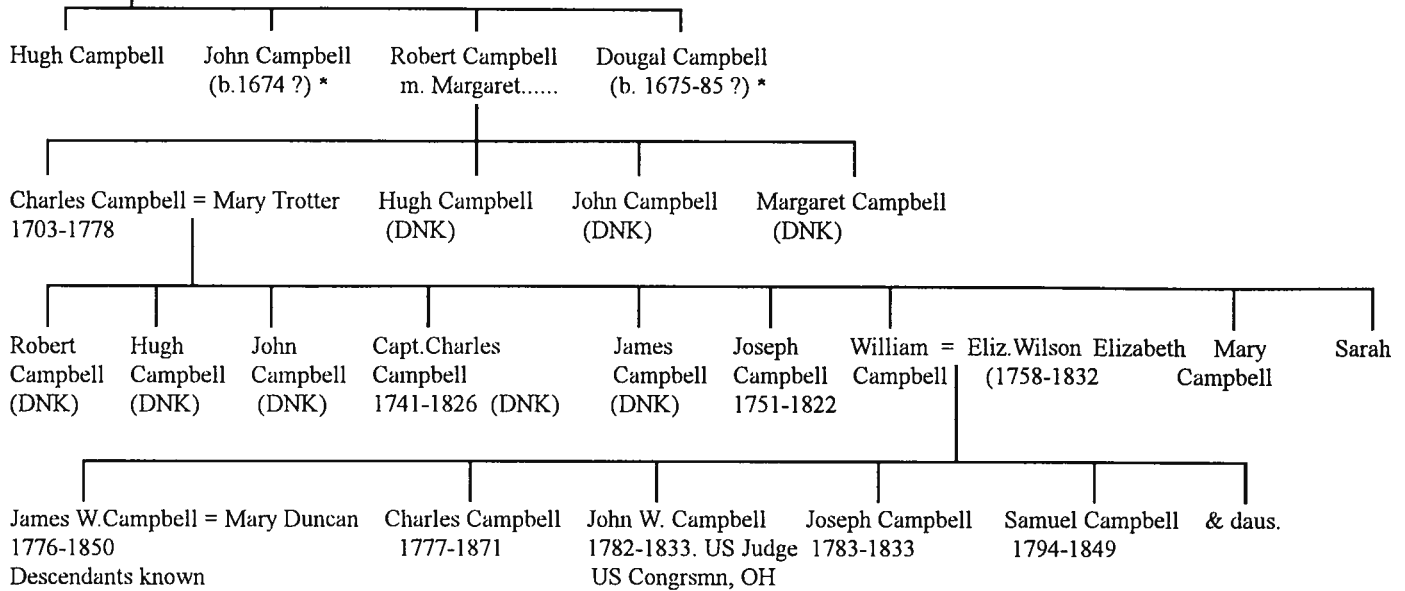 Hugh Campbell John Campbell Robert Campbell Dougal Campbell
(b.1674 ?) * m. Margaret...... (b. 1675-85 ?) *
Charles Campbell = Mary Trotter Hugh Campbell John Campbell Margaret Campbell
1703-1778 (DNK) (DNK) (DNK)
Robert Hugh John Capt.Charles James Joseph William = Eliz.Wilson Elizabeth Mary Sarah
Campbell Campbell Campbell Campbell Campbell Campbell Campbell (1758-1832 Campbell
(DNK) (DNK) (DNK) 1741-1826 (DNK) (DNK) 1751-1822
James W.Campbell = Mary Duncan Charles Campbell John W. Campbell Joseph Campbell Samuel Campbell & daus.
1776-1850 1777-1871 1782-1833. US Judge 1783-1833 1794-1849
Descendants known US Congrsmn, OH